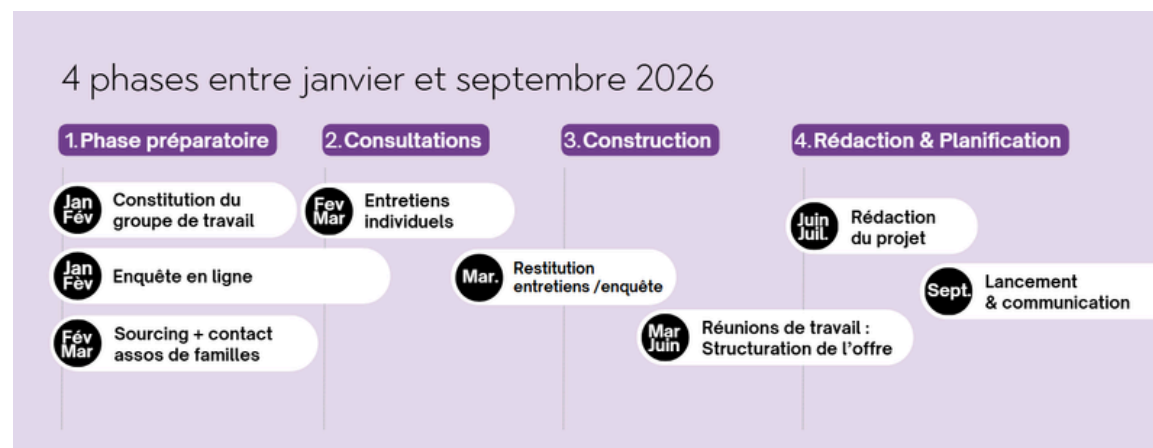 4 phases entre janvier et septembre 2026
1.Phase préparatoire
2.Consultations
3.Construction
4.Rédaction & Planification
Jan
Fév
Constitution du
groupe de travail
Fev
Mar
Entretiens
individuels
Juin
Juil.
Rédaction
du projet
Jan
Fèv
Enquête en ligne
Mar.
Restitution
entretiens /enquête
Sept.
Lancement
& communication
Fév
Mar
Sourcing + contact
assos de familles
Mar
Juin
Réunions de travail :
Structuration de l'offre